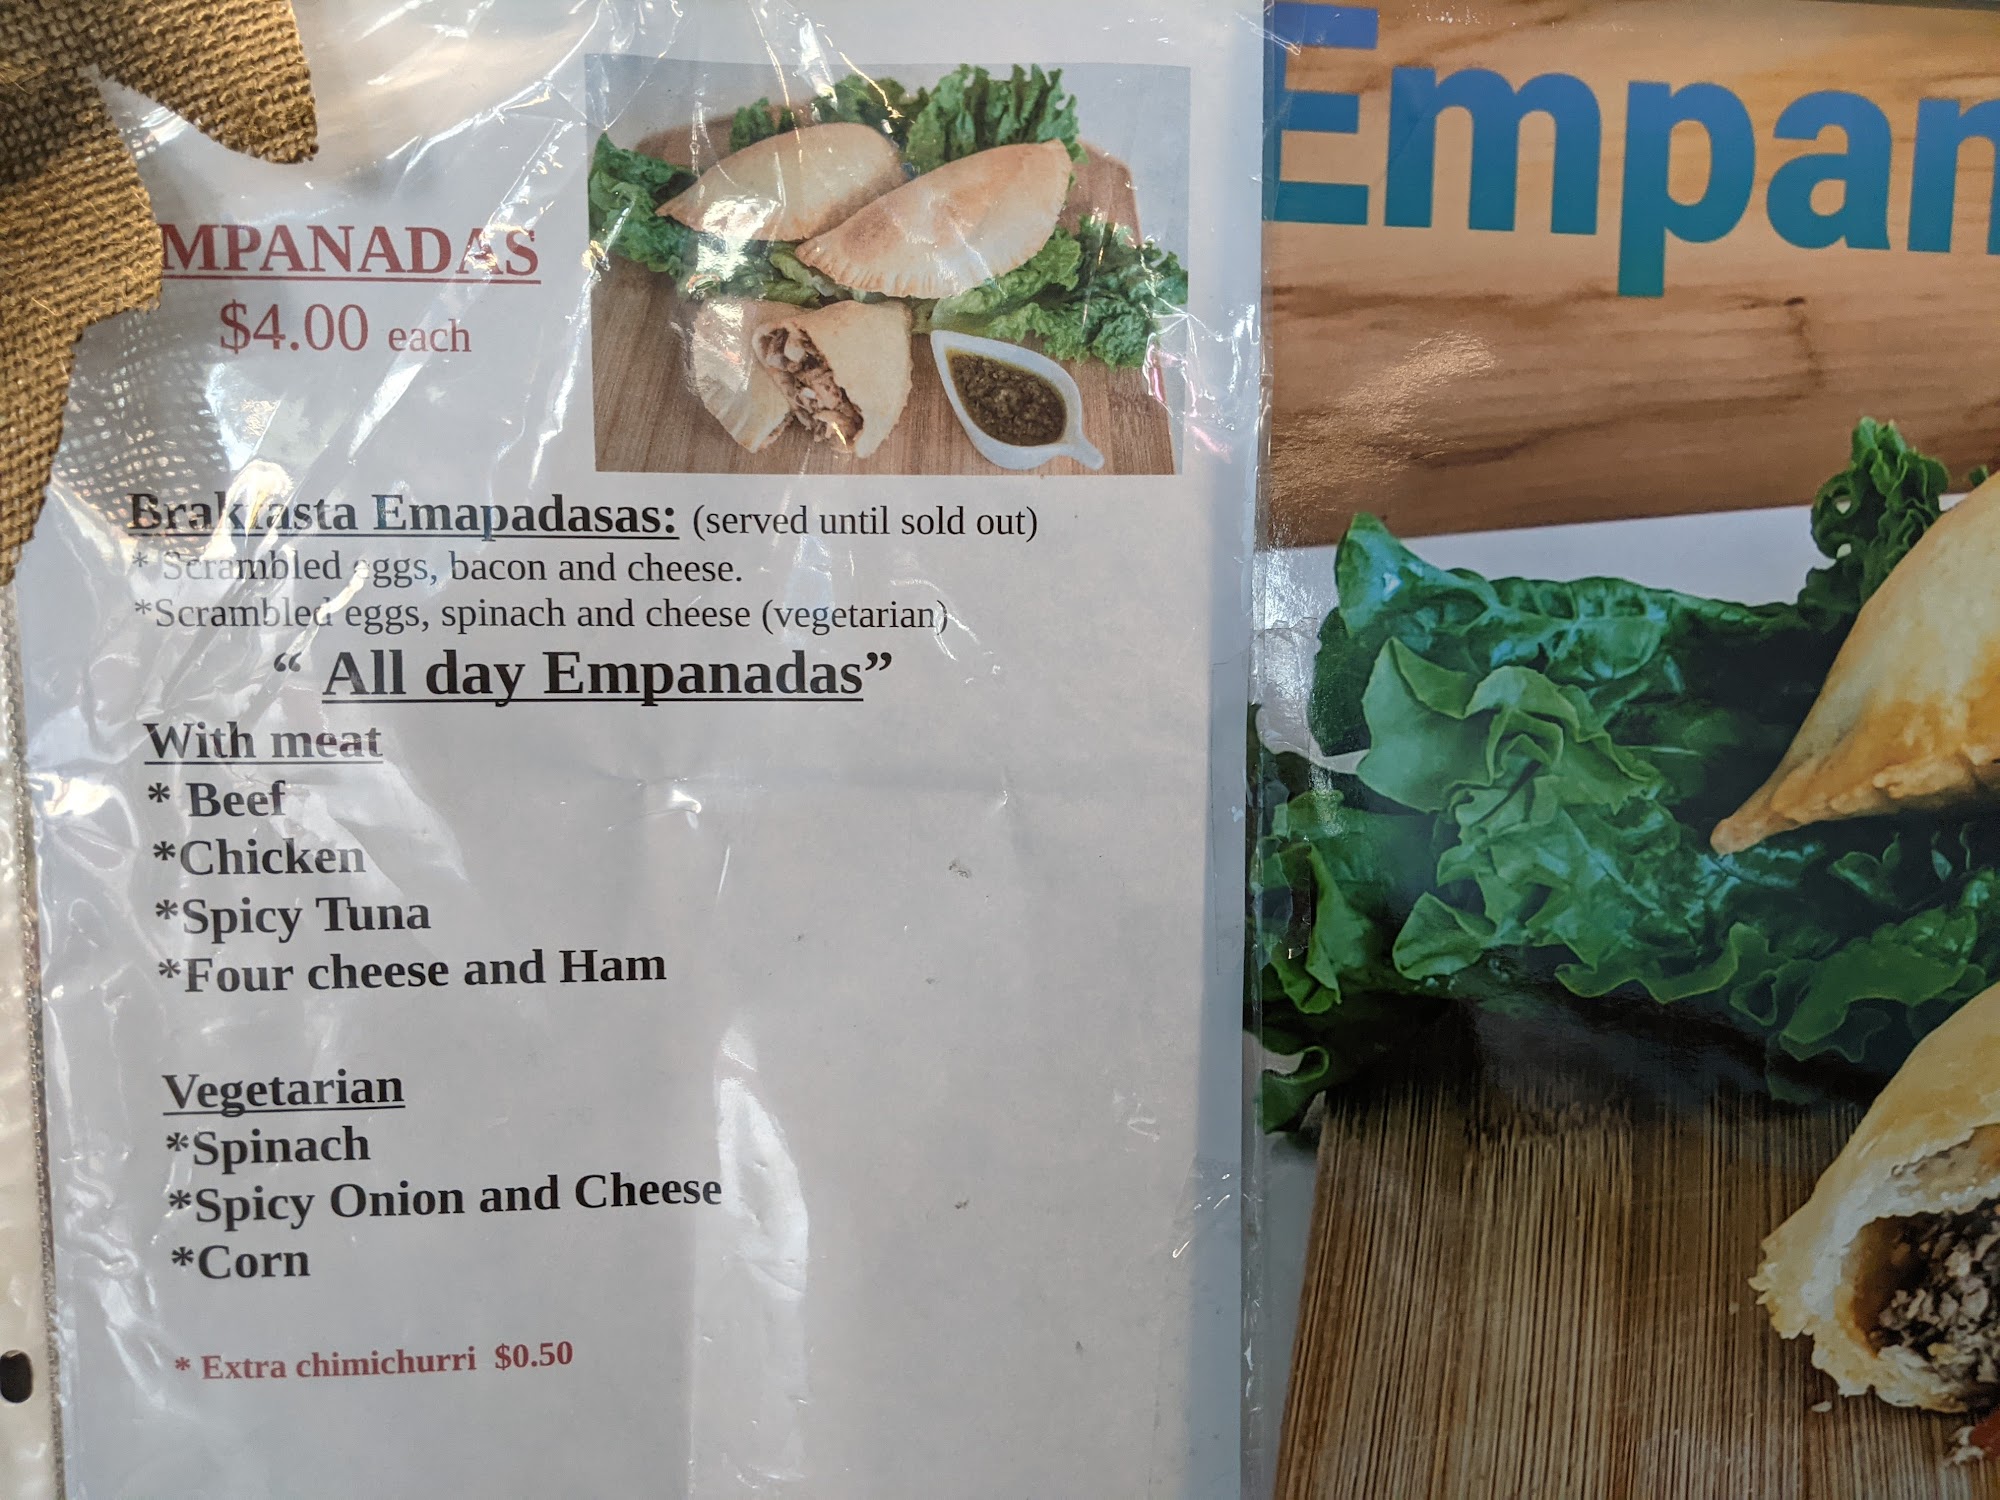 MPANADAS
$4.00 each
Brakfasta Emapadasas: (served until sold out)
* Scrambled eggs, bacon and cheese.
*Scrambled eggs, spinach and cheese (vegetarian)
“ All day Empanadas”
With meat
* Beef
*Chicken
*Spicy Tuna
*Four cheese and Ham
Vegetarian
*Spinach
*Spicy Onion and Cheese
*Corn
* Extra chimichurri $0.50
Empan